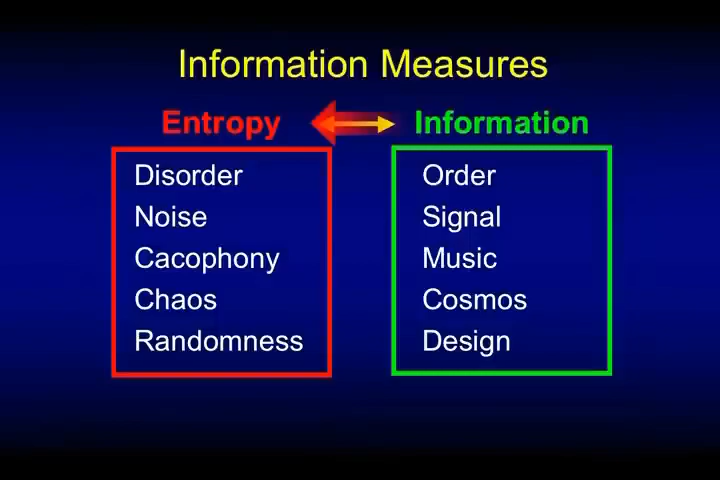 Information Measures
Entropy Information
Disorder Order
Noise Signal
Cacophony Music
Chaos Cosmos
Randomness Design